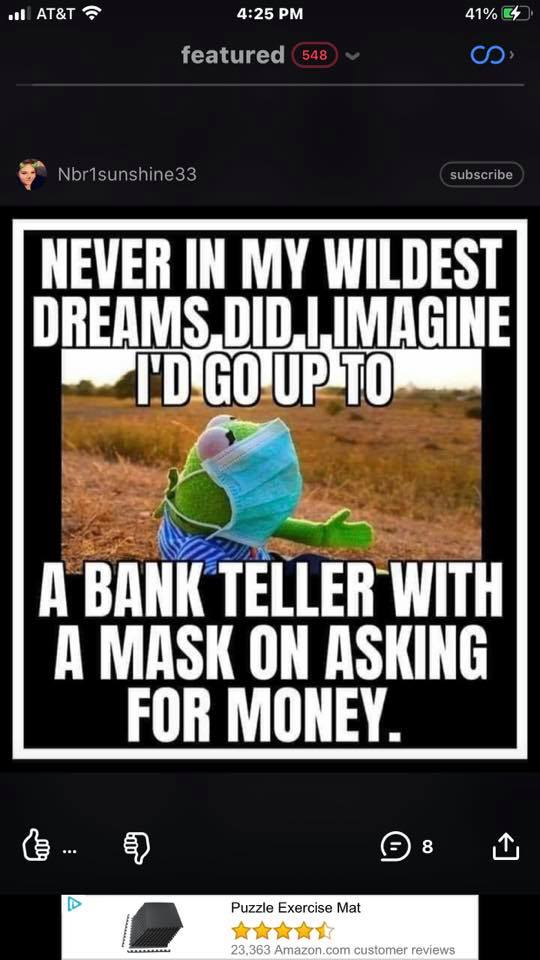 AT&T
4:25 PM
41%
featured
548
Nbr1sunshine33
subscribe
NEVER IN MY WILDEST
DREAMS DID I IMAGINE
I'D GO UP TO
A BANK TELLER WITH
A MASK ON ASKING
FOR MONEY.
...
8
Puzzle Exercise Mat
23,363 Amazon.com customer reviews